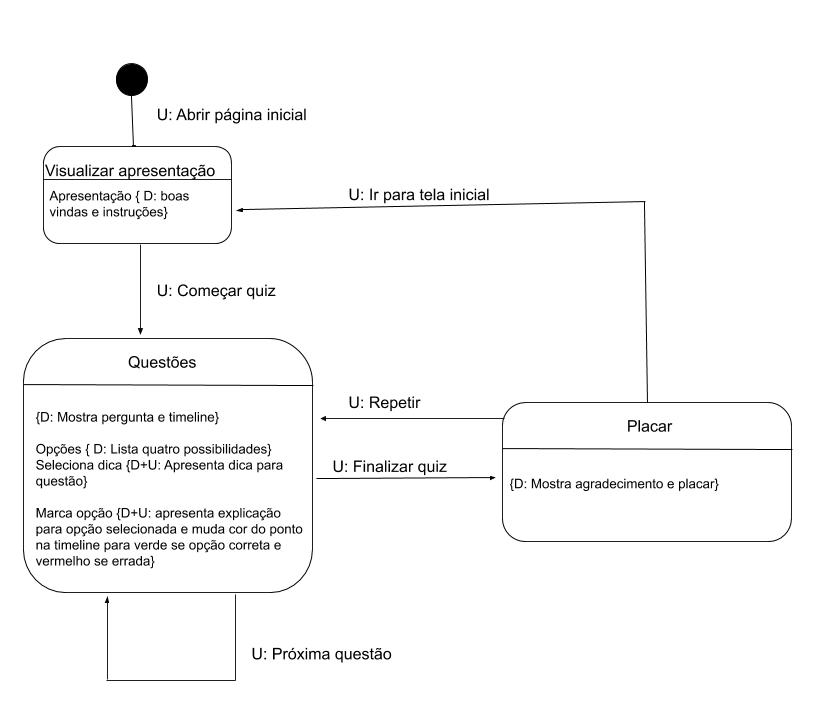 U: Abrir página inicial
Visualizar apresentação
Apresentação { D: boas
vindas e instruções}
U: Ir para tela inicial
U: Começar quiz
Questões
{D: Mostra pergunta e timeline}
Opções { D: Lista quatro possibilidades}
Seleciona dica {D+U: Apresenta dica para
questão}
Marca opção {D+U: apresenta explicação
para opção selecionada e muda cor do ponto
na timeline para verde se opção correta e
vermelho se errada}
U: Repetir
U: Finalizar quiz
Placar
{D: Mostra agradecimento e placar}
U: Próxima questão